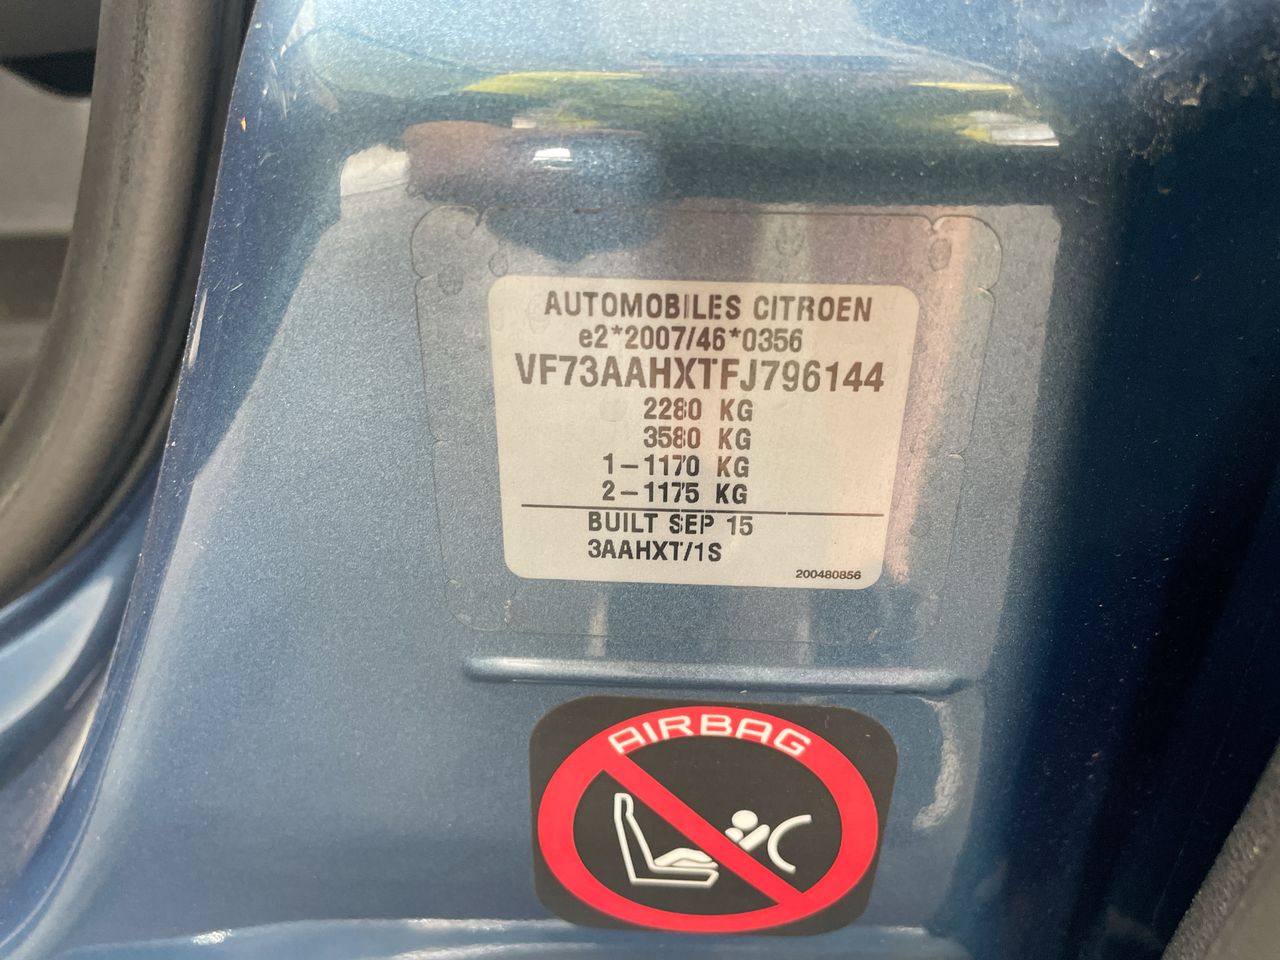 AUTOMOBILES CITROEN
e2*2007/46*0356
VF73AAHXTFJ796144
2280 KG
3580 KG
1-1170 KG
2-1175 KG
BUILT SEP 15
3AAHXT/1S
200480856
AIRBAG